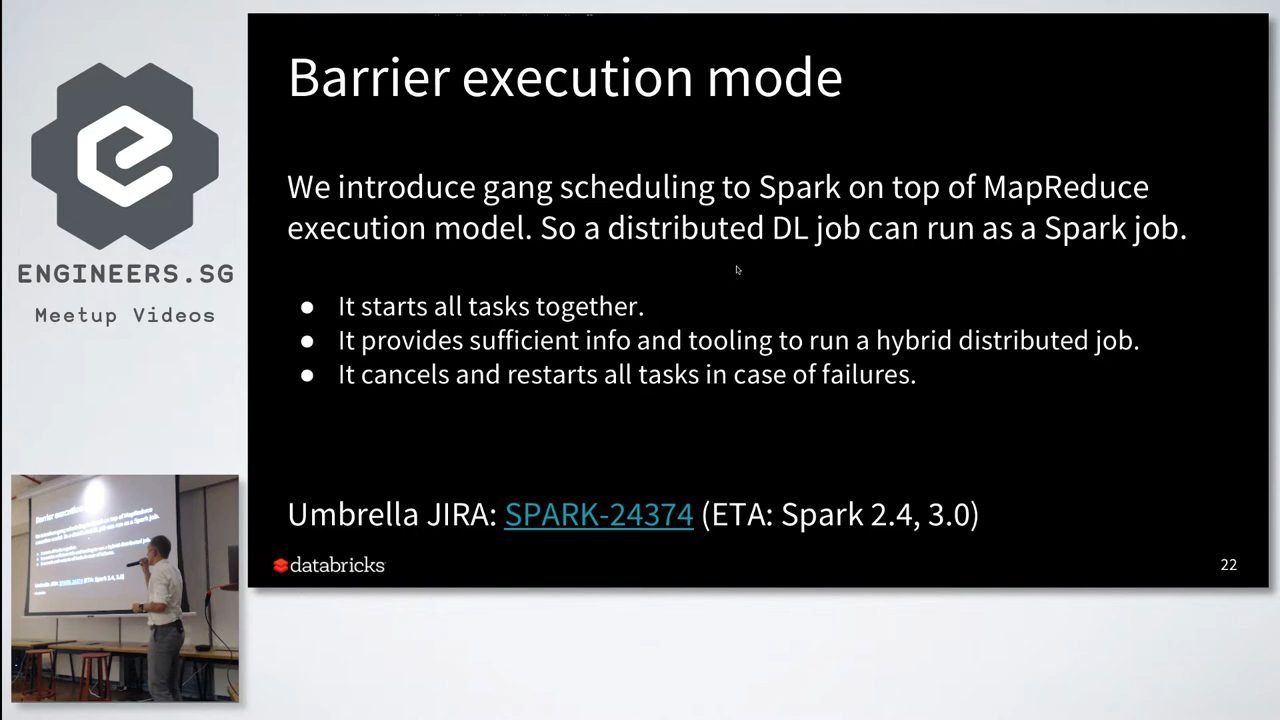 Barrier execution mode
We introduce gang scheduling to Spark on top of MapReduce
execution model. So a distributed DL job can run as a Spark job.
● It starts all tasks together.
● It provides sufficient info and tooling to run a hybrid distributed job.
● It cancels and restarts all tasks in case of failures.
Umbrella JIRA: SPARK-24374 (ETA: Spark 2.4, 3.0)
databricks
22
ENGINEERS.SG
Meetup Videos